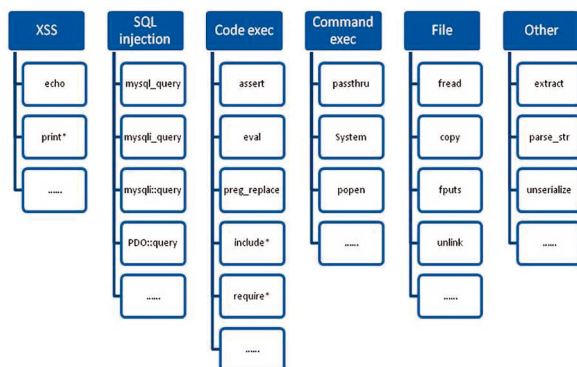 XSS
echo
print*
......
SQL
injection
mysql_query
mysqli_query
mysqli::query
PDO::query
......
Code exec
assert
eval
preg_replace
include*
require*
......
Command
exec
passthru
System
popen
......
File
fread
copy
fputs
unlink
......
Other
extract
parse_str
unserialize
......